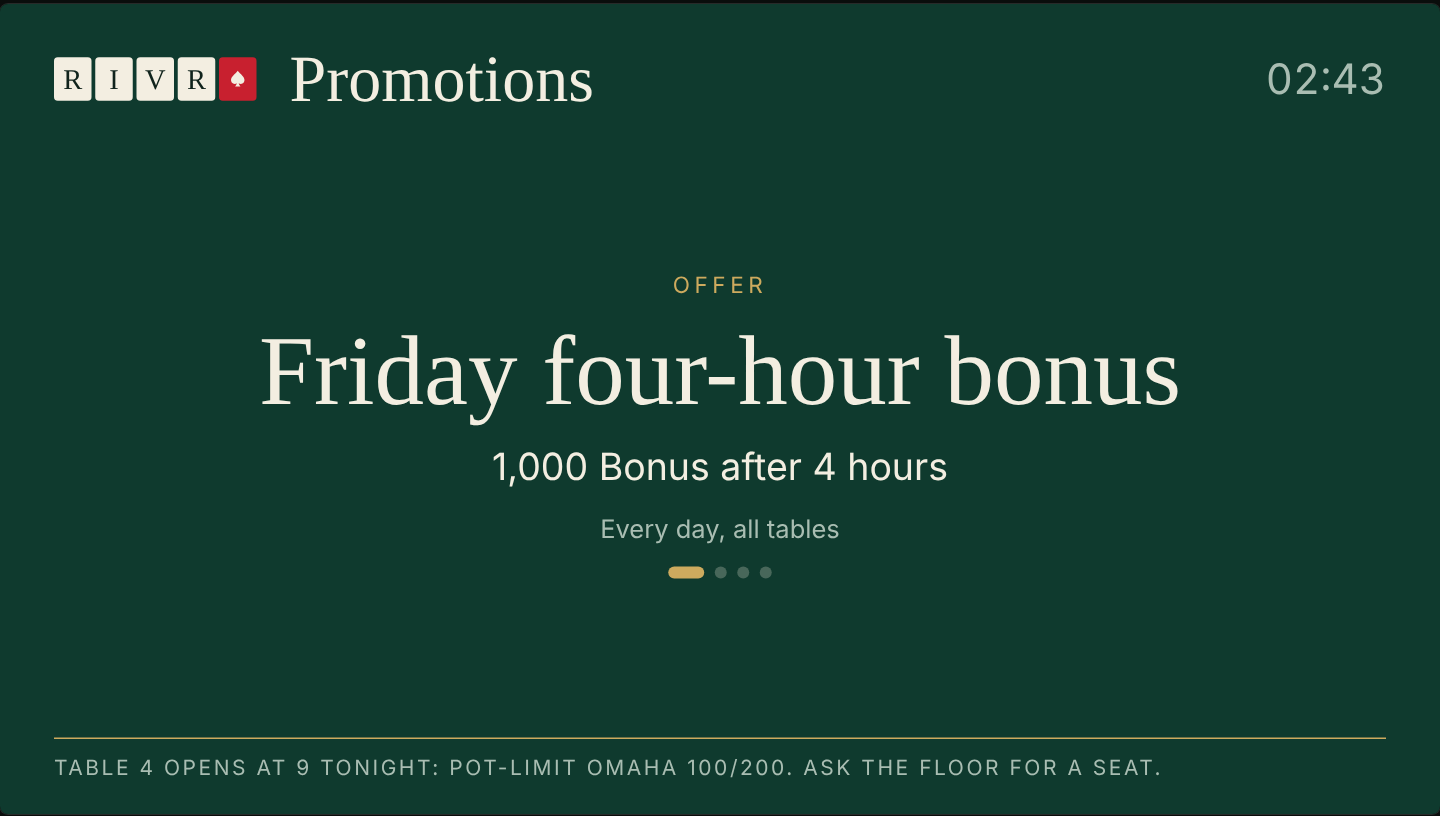 RIVR Promotions
02:43
OFFER
Friday four-hour bonus
1,000 Bonus after 4 hours
Every day, all tables
TABLE 4 OPENS AT 9 TONIGHT: POT-LIMIT OMAHA 100/200. ASK THE FLOOR FOR A SEAT.